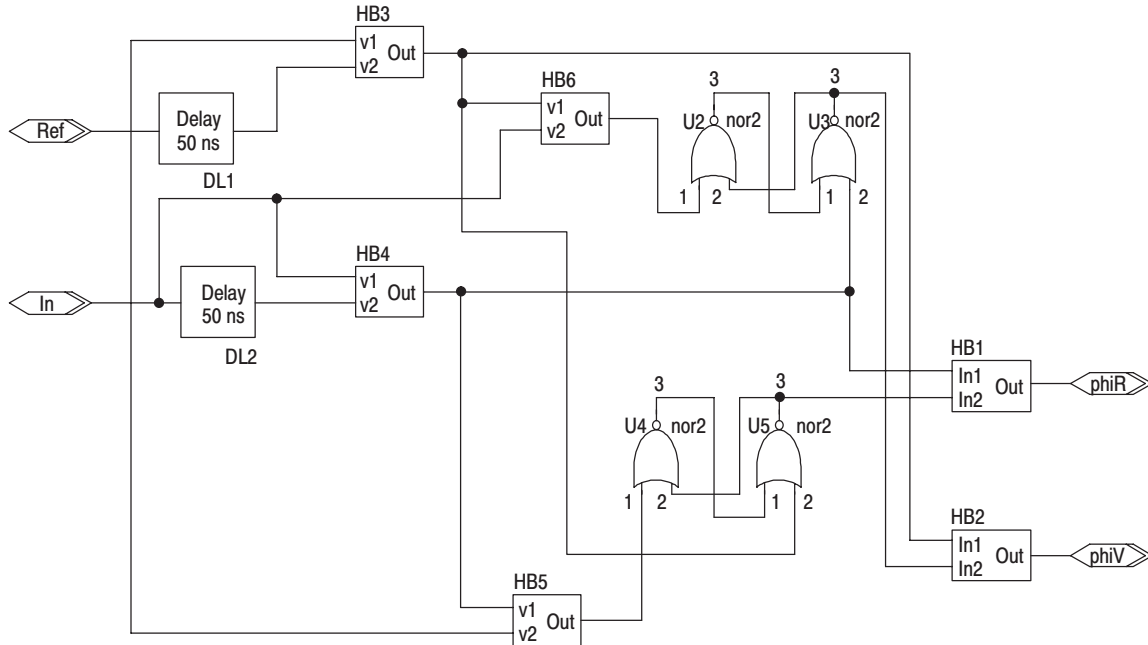 HB3
v1
v2
Out
HB6
v1
v2
Out
3
3
U2
nor2
U3
nor2
Ref
Delay
50 ns
DL1
1
2
1
2
HB4
v1
v2
Out
In
Delay
50 ns
DL2
HB1
In1
In2
Out
phiR
3
3
U4
nor2
U5
nor2
1
2
1
2
HB2
In1
In2
Out
phiV
HB5
v1
v2
Out